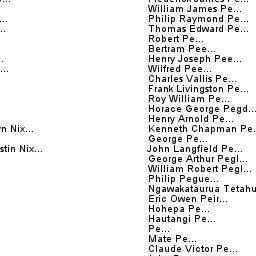 William James Pe...
Philip Raymond Pe...
Thomas Edward Pe...
Robert Pe...
Bertram Pee...
Henry Joseph Pee...
Wilfred Pee...
Charles Vallis Pe...
Frank Livingston Pe...
Roy William Pe...
Horace George Pegd...
Henry Arnold Pe...
n Nix... Kenneth Chapman Pe.
George Pe...
stin Nix... John Langfield Pe...
George Arthur Pegl...
William Robert Pegl...
Philip Pegue...
Ngawakataurua Tetahu
Eric Owen Peir...
Hohepa Pe...
Hautangi Pe...
Pe...
Mate Pe...
Claude Victor Pe...